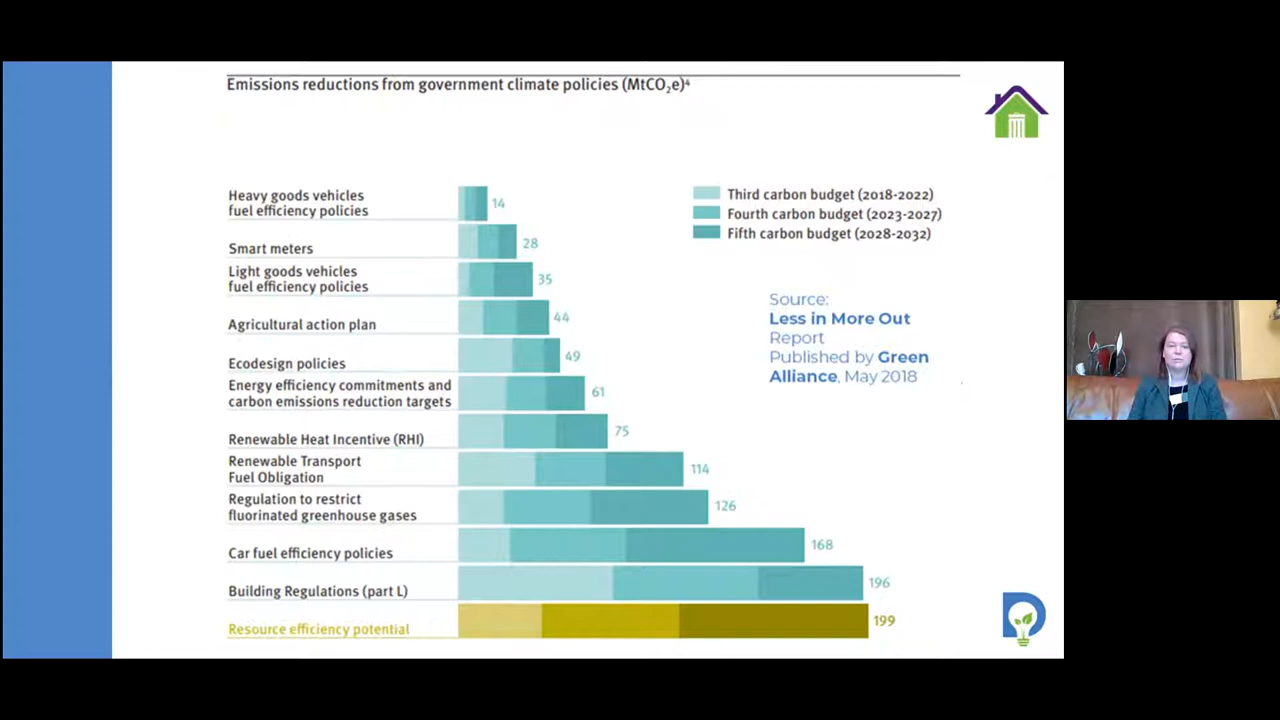 Emissions reductions from government climate policies (MtCO₂e)⁴
Heavy goods vehicles
fuel efficiency policies
14
Smart meters
28
Light goods vehicles
fuel efficiency policies
35
Agricultural action plan
44
Ecodesign policies
49
Energy efficiency commitments and
carbon emissions reduction targets
61
Renewable Heat Incentive (RHI)
75
Renewable Transport
Fuel Obligation
114
Regulation to restrict
fluorinated greenhouse gases
126
Car fuel efficiency policies
168
Building Regulations (part L)
196
Resource efficiency potential
199
Third carbon budget (2018-2022)
Fourth carbon budget (2023-2027)
Fifth carbon budget (2028-2032)
Source:
Less in More Out
Report
Published by Green
Alliance, May 2018